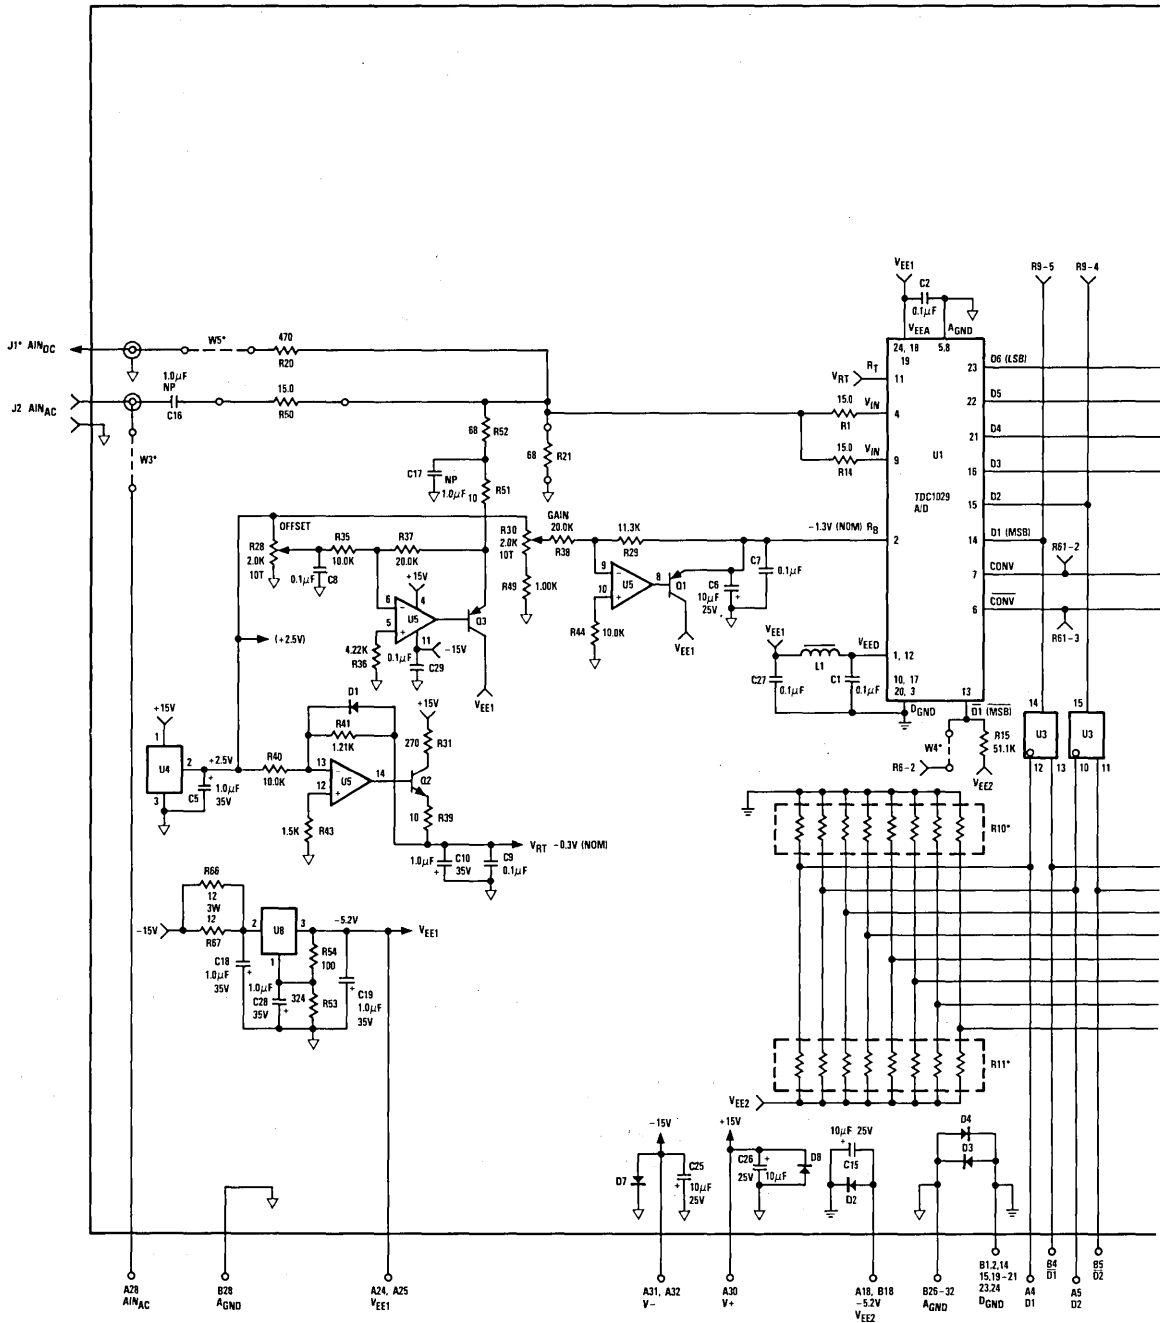 VEE1
R9-5
R9-4
C2
0.1µF
VEEA
AGND
J1* AINDC
W5*
470
R20
24, 18
19
5,8
RT
VRT
11
23
D6 (LSB)
1.0µF
NP
C16
15.0
R50
J2 AINAC
15.0
VIN
R1
4
22
D5
68
R52
68
R21
15.0
VIN
R14
9
U1
21
D4
W3*
C17
NP
1.0µF
10
R51
16
D3
TDC1029
A/D
15
D2
OFFSET
GAIN
R28
2.0K
10T
R35
10.0K
R37
20.0K
R30
2.0K
10T
20.0K
R38
11.3K
R29
-1.3V (NOM) RB
2
14
D1 (MSB)
C8
0.1µF
+15V
4
R49
1.00K
9
10
U5
8
Q1
C6
10µF
25V
C7
0.1µF
R61-2
7
CONV
6
5
U5
Q3
11
-15V
6
CONV
R61-3
(+2.5V)
4.22K
R36
0.1µF
C29
R44
10.0K
VEE1
VEE1
L1
VEED
1, 12
C27
0.1µF
C1
0.1µF
10, 17
20, 3
13
DGND
D1 (MSB)
VEE1
D1
+15V
+15V
1
U4
2
+2.5V
3
C5
1.0µF
35V
R40
10.0K
R41
1.21K
270
R31
13
12
U5
14
Q2
W4*
R6-2
R15
51.1K
VEE2
14
U3
12
13
15
U3
10
11
1.5K
R43
10
R39
R10*
VRT -0.3V (NOM)
1.0µF
C10
35V
C9
0.1µF
R66
12
3W
12
R67
-15V
2
U8
3
1
-5.2V
VEE1
R54
100
C18
1.0µF
35V
1.0µF
C28
35V
324
R53
C19
1.0µF
35V
R11*
VEE2
-15V
+15V
D7
C25
10µF
25V
C26
25V
10µF
D8
10µF 25V
C15
D2
D4
D3
A28
AINAC
B28
AGND
A24, A25
VEE1
A31, A32
V-
A30
V+
A18, B18
-5.2V
VEE2
B26-32
AGND
B1,2,14
15,19-21
23,24
DGND
A4
D1
B4
D1
A5
D2
B5
D2